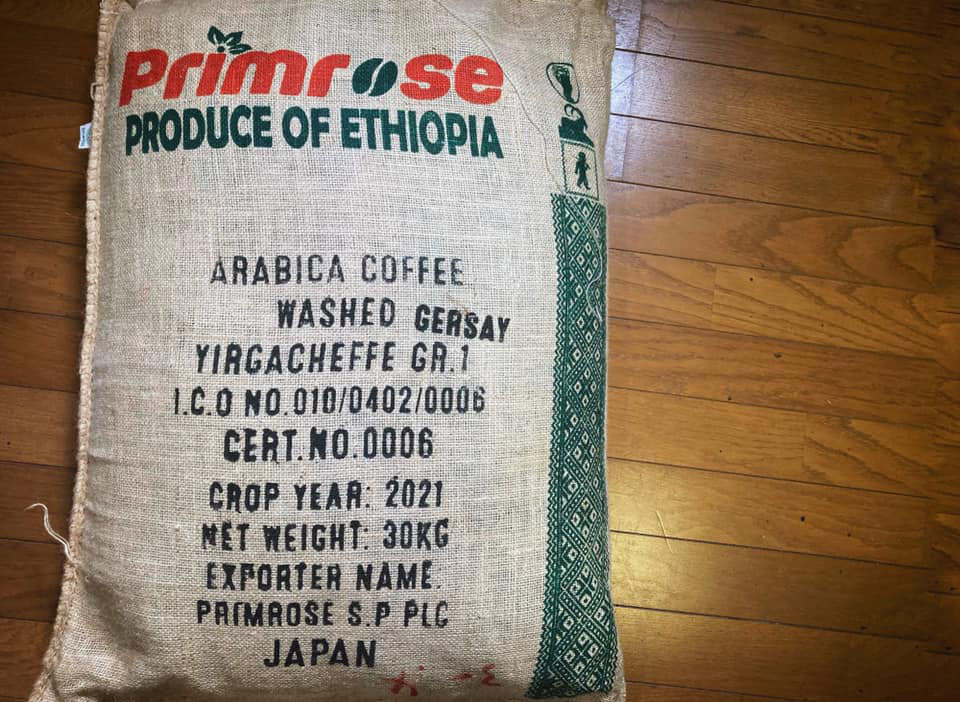 Primrose
PRODUCE OF ETHIOPIA
ARABICA COFFEE
WASHED GERSAY
YIRGACHEFFE GR.1
I.C.O NO.010/0402/0006
CERT.NO.0006
CROP YEAR: 2021
NET WEIGHT: 30KG
EXPORTER NAME.
PRIMROSE S.P PLC
JAPAN